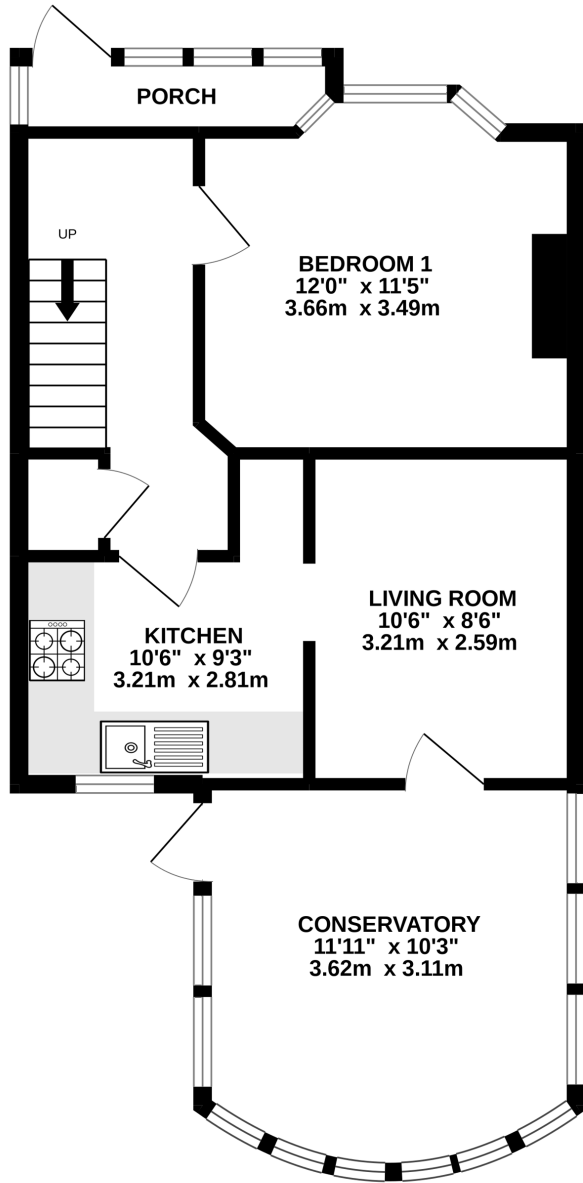 PORCH
UP
BEDROOM 1
12'0" x 11'5"
3.66m x 3.49m
LIVING ROOM
10'6" x 8'6"
3.21m x 2.59m
KITCHEN
10'6" x 9'3"
3.21m x 2.81m
CONSERVATORY
11'11" x 10'3"
3.62m x 3.11m